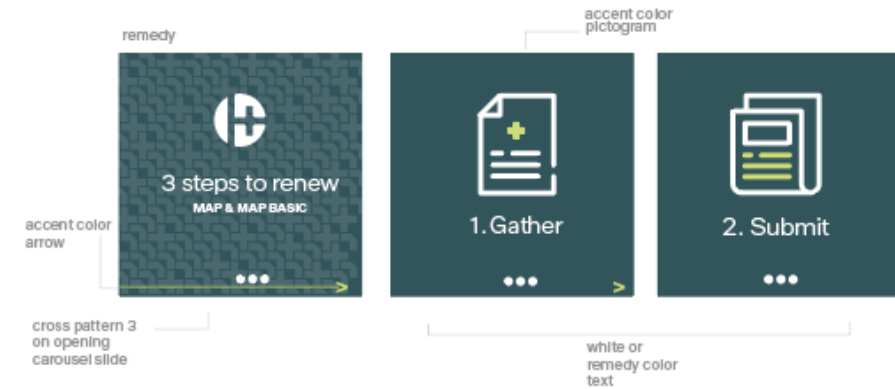 accent color
pictogram
remedy
3 steps to renew
MAP & MAP BASIC
1. Gather
2. Submit
accent color
arrow
>
>
cross pattern 3
on opening
carousel slide
white or
remedy color
text